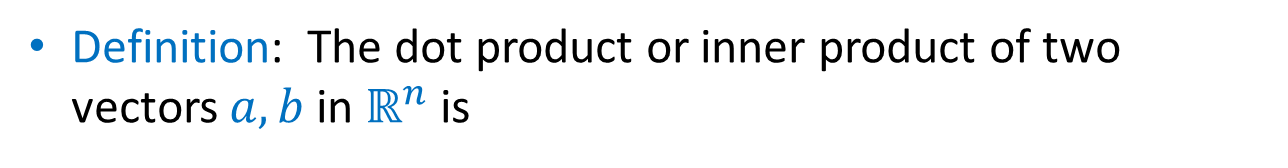 • Definition: The dot product or inner product of two
vectors a, b in ℝⁿ is